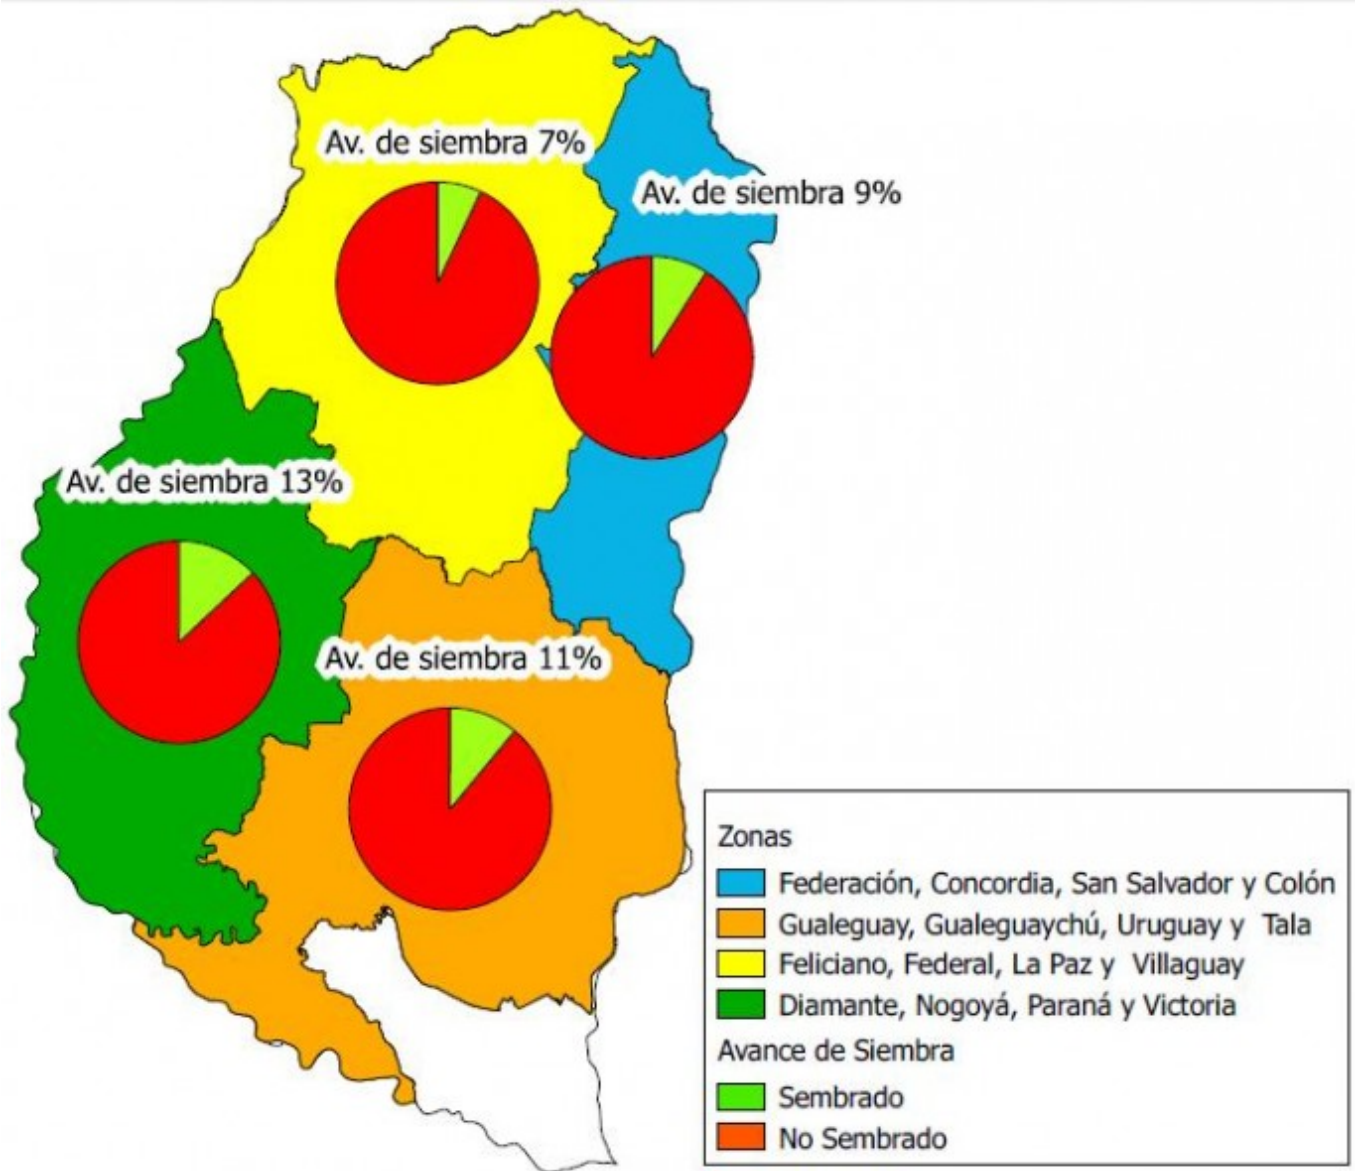 Av. de siembra 7%
Av. de siembra 9%
Av. de siembra 13%
Av. de siembra 11%
Zonas
Federación, Concordia, San Salvador y Colón
Gualeguay, Gualeguaychú, Uruguay y Tala
Feliciano, Federal, La Paz y Villaguay
Diamante, Nogoyá, Paraná y Victoria
Avance de Siembra
Sembrado
No Sembrado